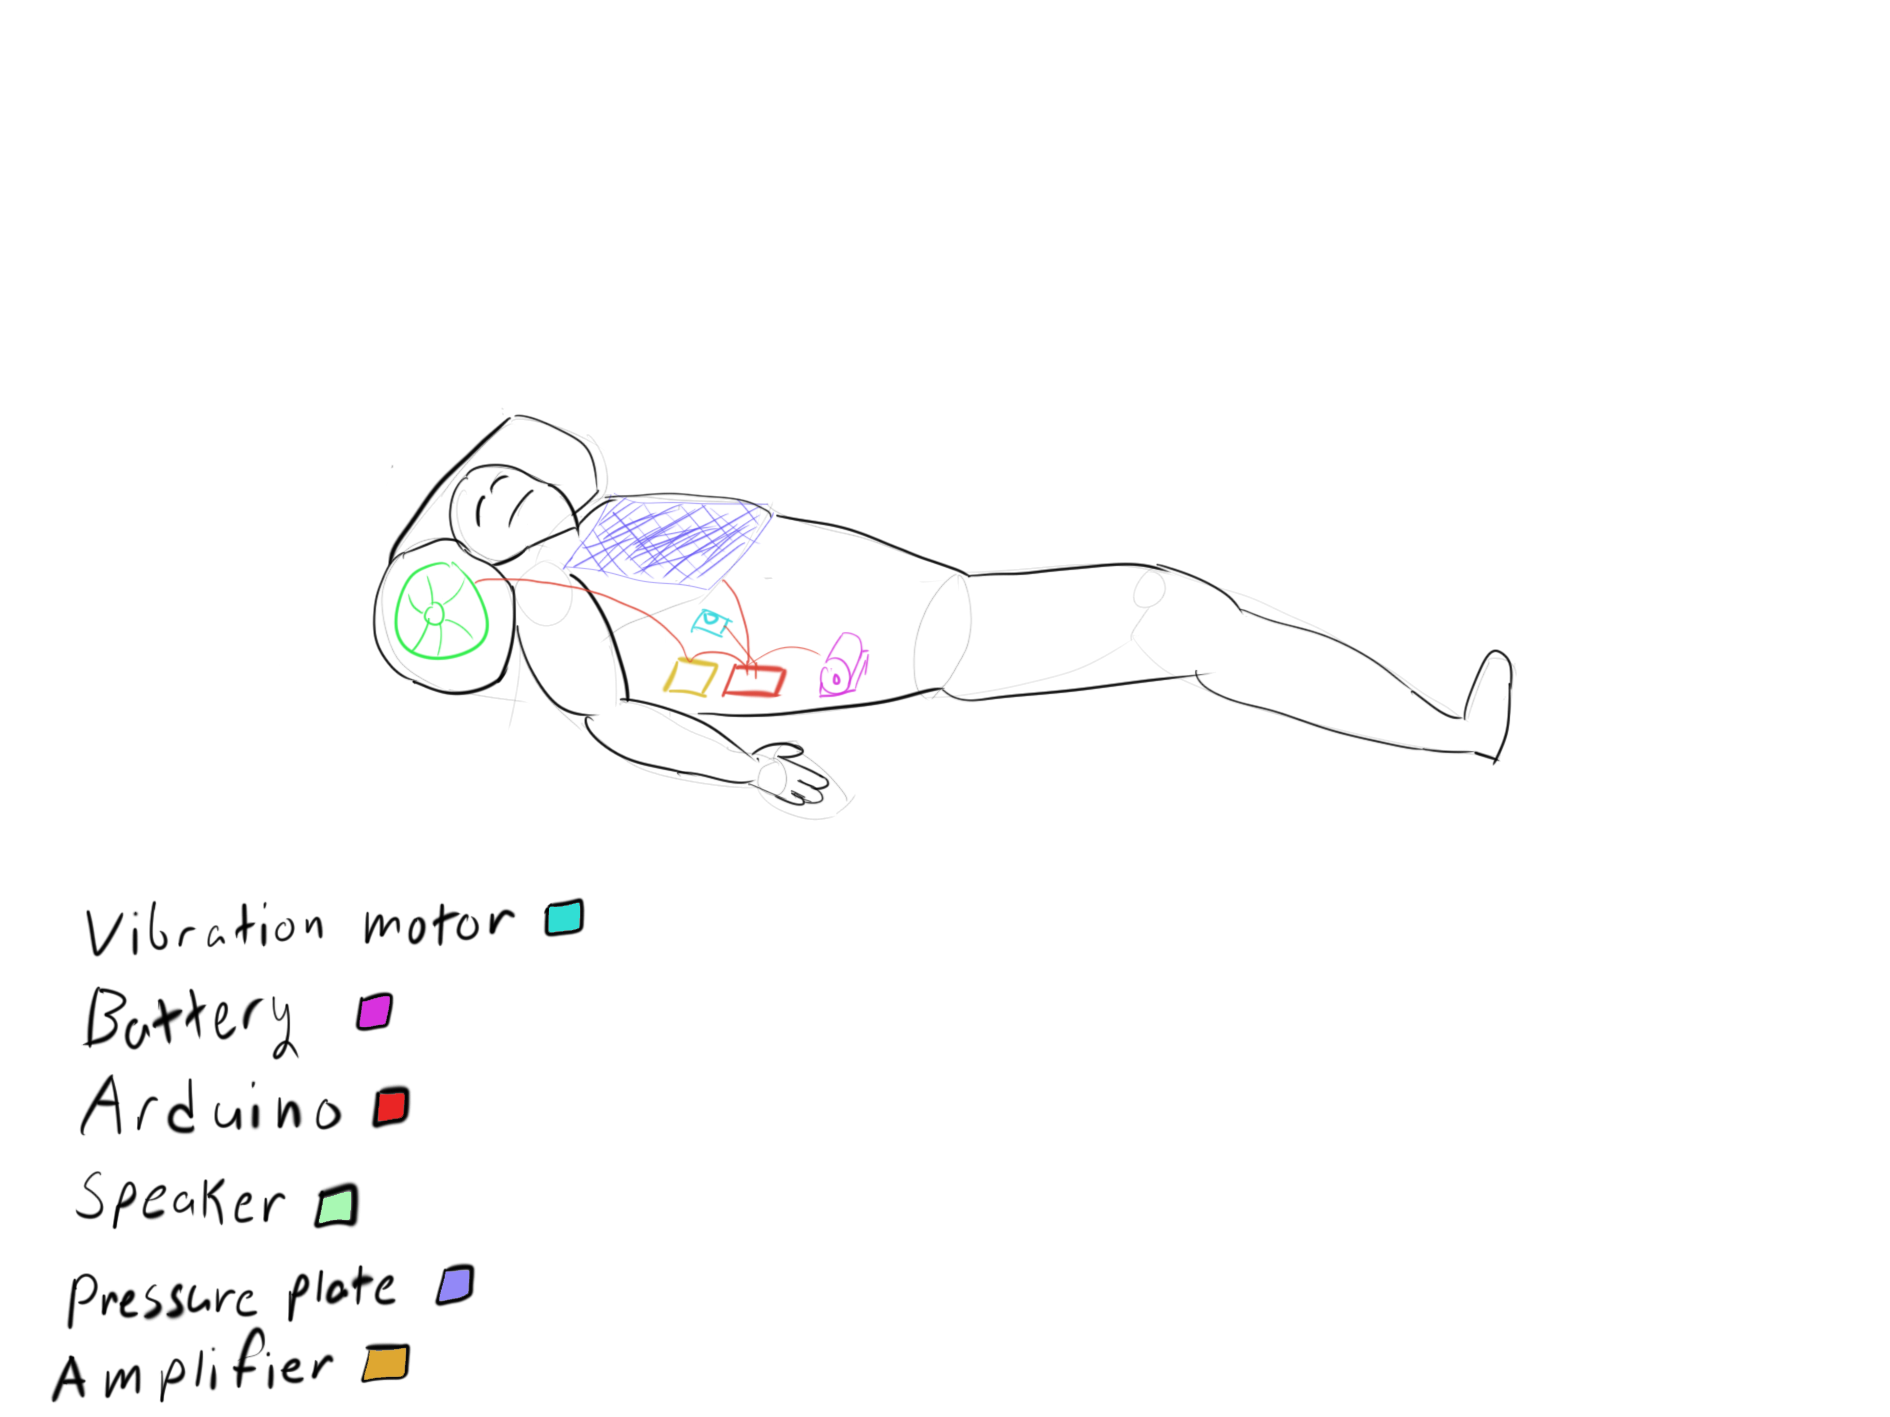 Vibration motor
Battery
Arduino
Speaker
Pressure plate
Amplifier